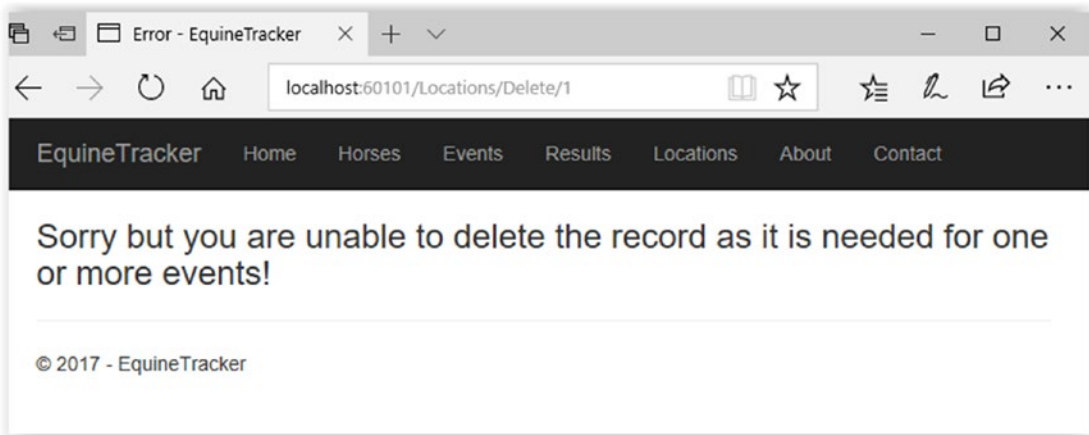 Error - EquineTracker
localhost:60101/Locations/Delete/1
EquineTracker Home Horses Events Results Locations About Contact
Sorry but you are unable to delete the record as it is needed for one
or more events!
© 2017 - EquineTracker